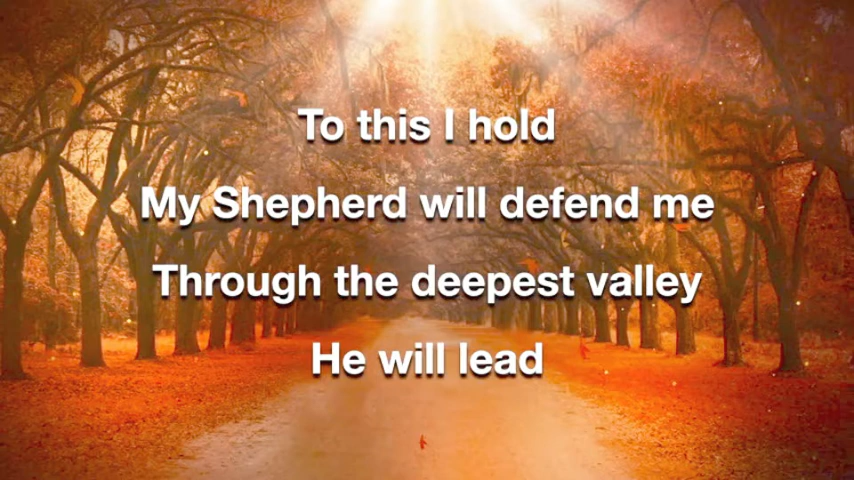 To this I hold
My Shepherd will defend me
Through the deepest valley
He will lead